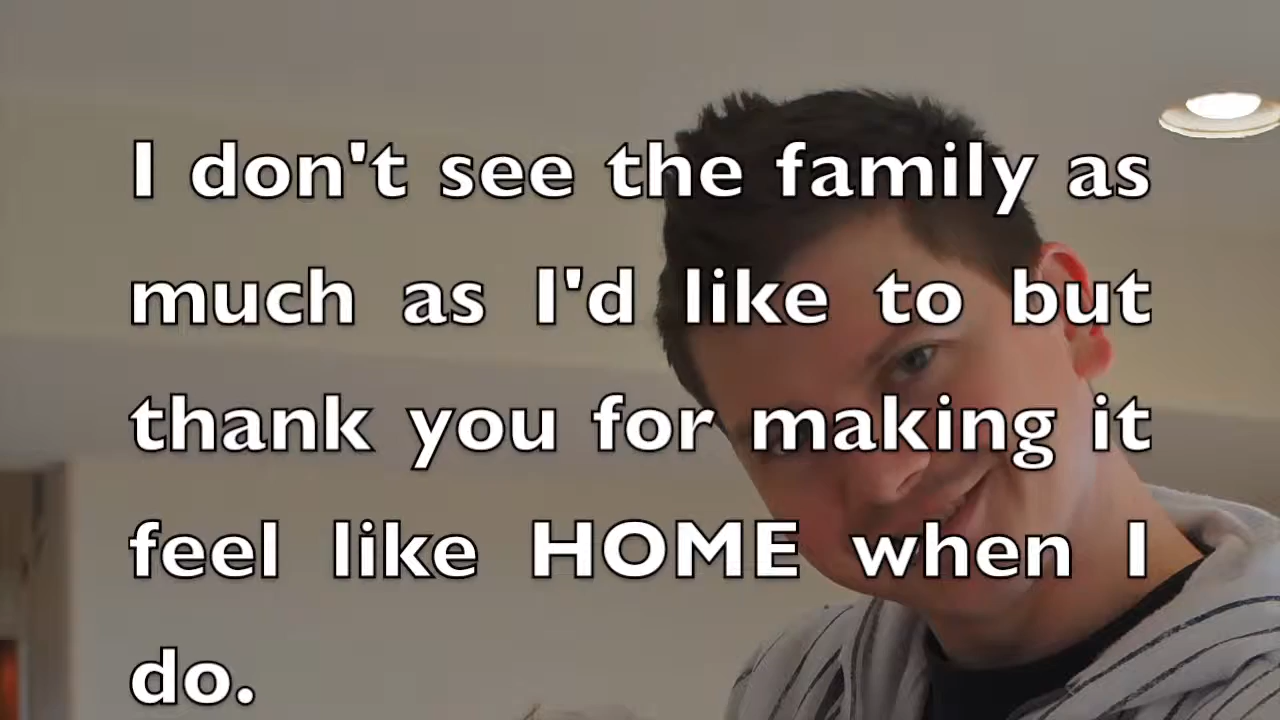 I don't see the family as
much as I'd like to but
thank you for making it
feel like HOME when I
do.